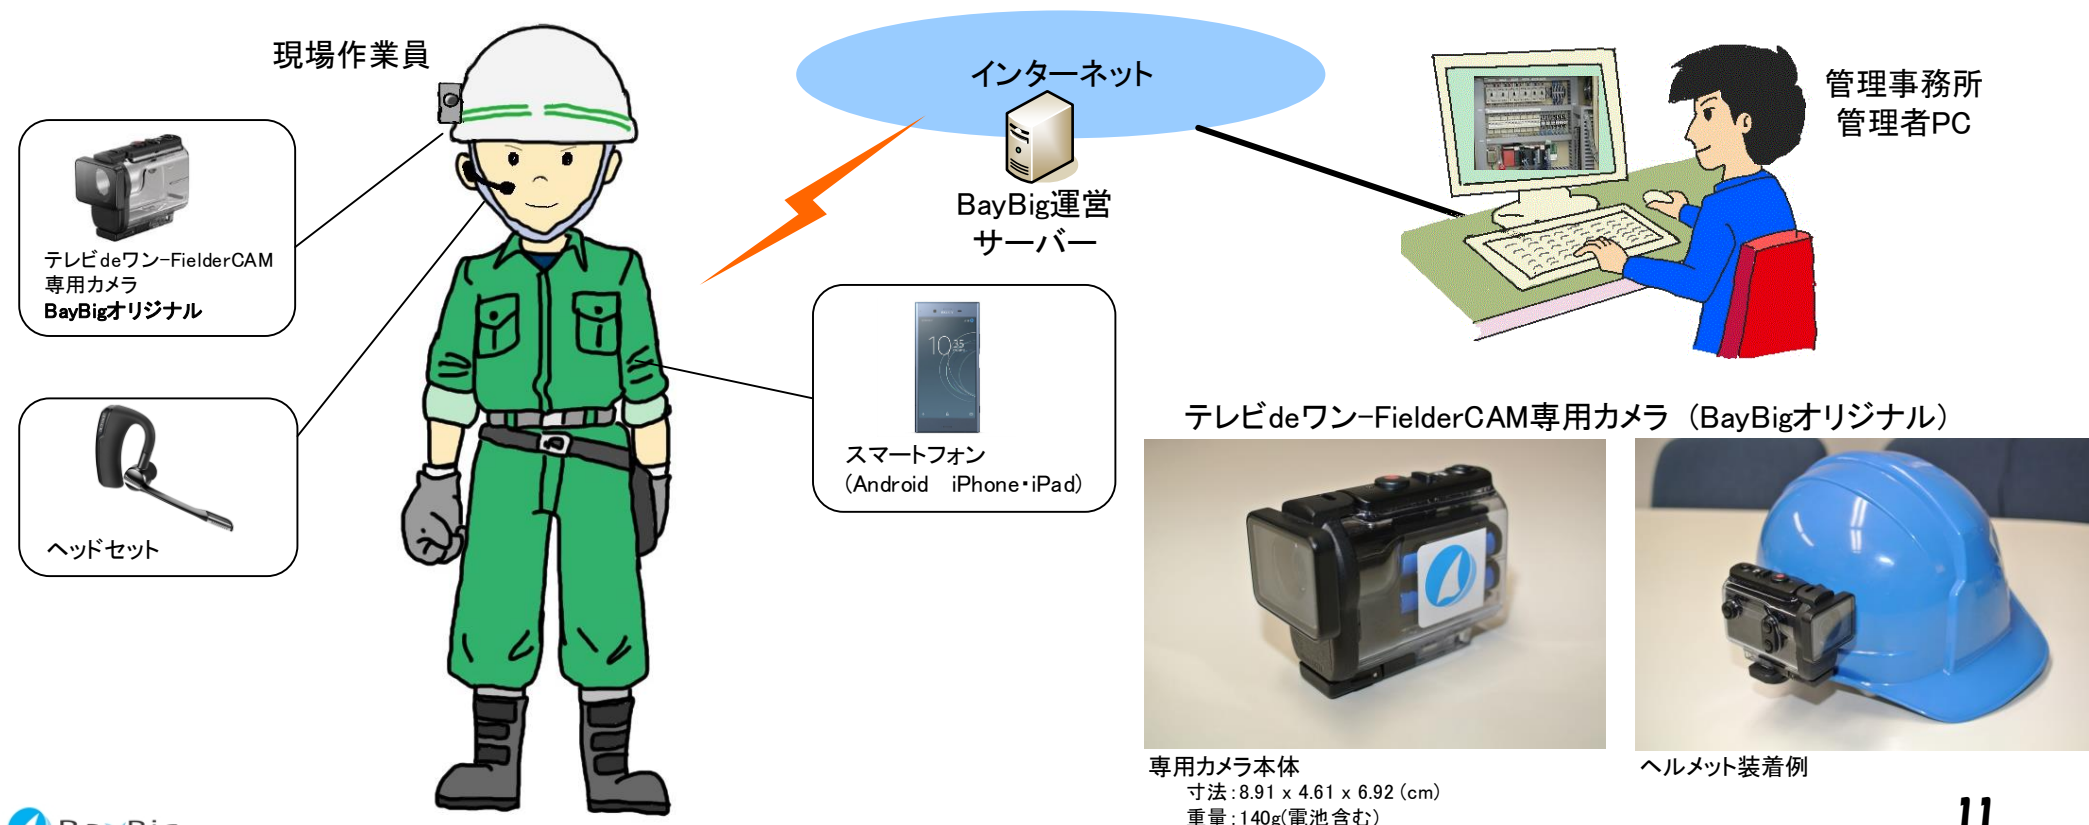 現場作業員
インターネット
BayBig運営
サーバー
管理事務所
管理者PC
テレビdeワン-FielderCAM
専用カメラ
BayBigオリジナル
ヘッドセット
10:35
スマートフォン
(Android　iPhone・iPad)
テレビdeワン-FielderCAM専用カメラ（BayBigオリジナル）
専用カメラ本体
寸法：8.91 x 4.61 x 6.92 (cm)
重量：140g(電池含む)
ヘルメット装着例
BayBig
11